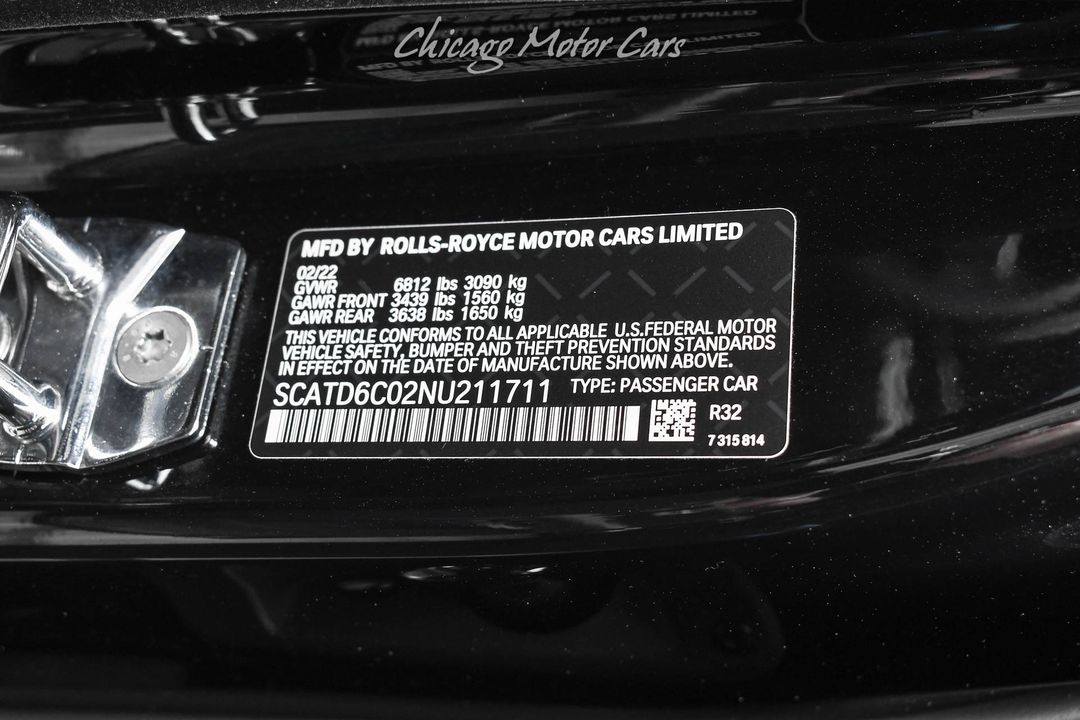 Chicago Motor Cars
MFD BY ROLLS-ROYCE MOTOR CARS LIMITED
02/22
GVWR 6812 lbs 3090 kg
GAWR FRONT 3439 lbs 1560 kg
GAWR REAR 3638 lbs 1650 kg
THIS VEHICLE CONFORMS TO ALL APPLICABLE U.S.FEDERAL MOTOR
VEHICLE SAFETY, BUMPER AND THEFT PREVENTION STANDARDS
IN EFFECT ON THE DATE OF MANUFACTURE SHOWN ABOVE.
SCATD6C02NU211711 TYPE: PASSENGER CAR
R32
7 315 814